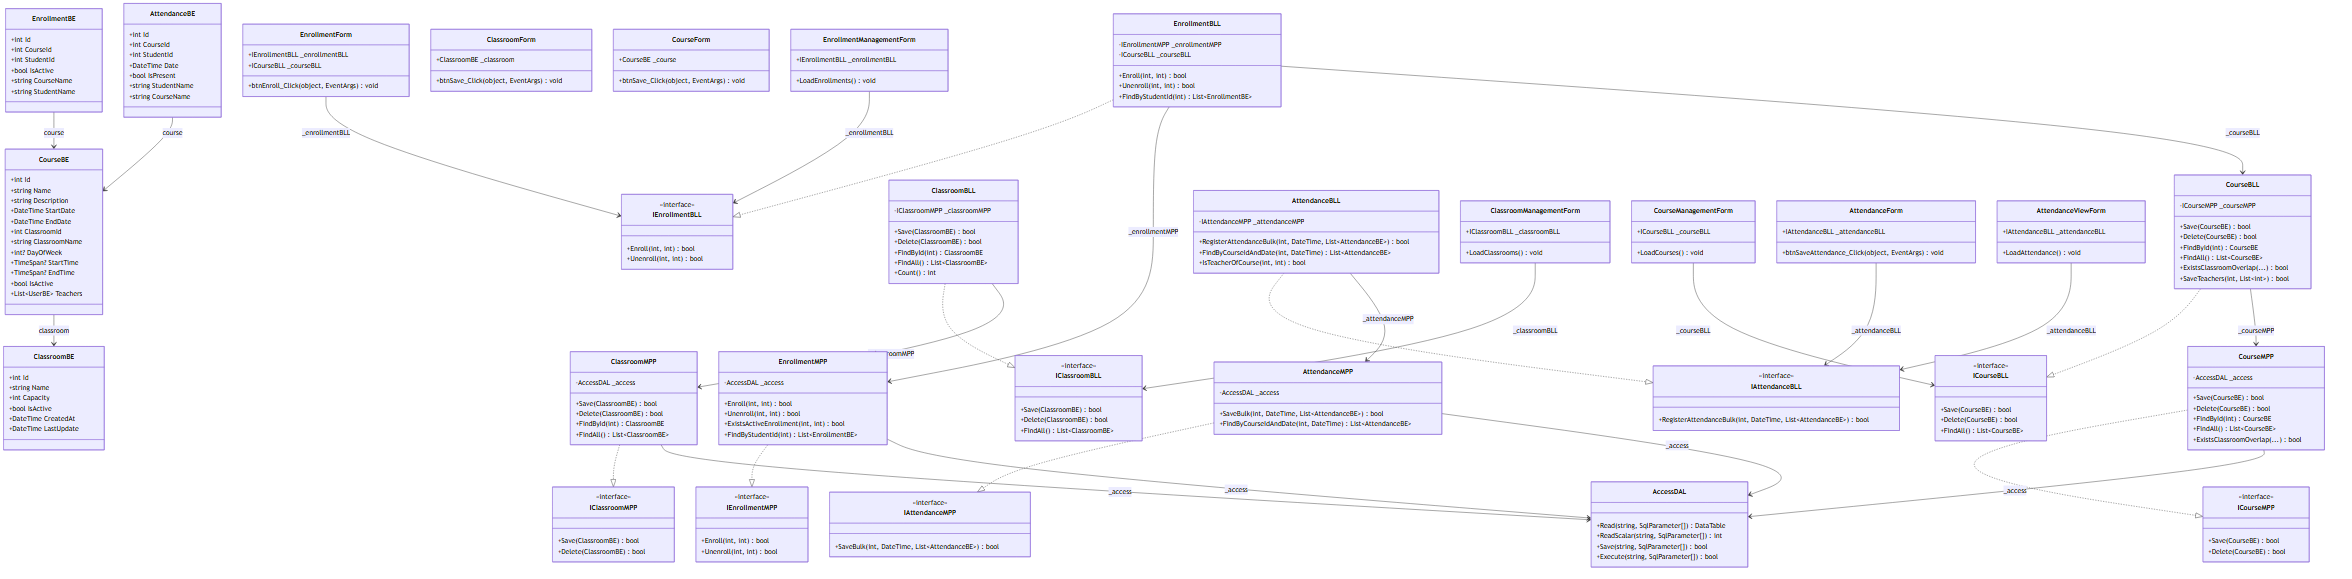 EnrollmentBE
+int Id
+int CourseId
+int StudentId
+bool IsActive
+string CourseName
+string StudentName
AttendanceBE
+int Id
+int CourseId
+int StudentId
+DateTime Date
+bool IsPresent
+string StudentName
+string CourseName
EnrollmentForm
+IEnrollmentBLL _enrollmentBLL
+ICourseBLL _courseBLL
+btnEnroll_Click(object, EventArgs) : void
ClassroomForm
+ClassroomBE _classroom
+btnSave_Click(object, EventArgs) : void
CourseForm
+CourseBE _course
+btnSave_Click(object, EventArgs) : void
EnrollmentManagementForm
+IEnrollmentBLL _enrollmentBLL
+LoadEnrollments() : void
EnrollmentBLL
-IEnrollmentMPP _enrollmentMPP
-ICourseBLL _courseBLL
+Enroll(int, int) : bool
+Unenroll(int, int) : bool
+FindByStudentId(int) : List<EnrollmentBE>
course
course
_enrollmentBLL
_enrollmentBLL
_courseBLL
CourseBE
+int Id
+string Name
+string Description
+DateTime StartDate
+DateTime EndDate
+int ClassroomId
+string ClassroomName
+int? DayOfWeek
+TimeSpan? StartTime
+TimeSpan? EndTime
+bool IsActive
+List<UserBE> Teachers
«interface»
IEnrollmentBLL
+Enroll(int, int) : bool
+Unenroll(int, int) : bool
ClassroomBLL
-IClassroomMPP _classroomMPP
+Save(ClassroomBE) : bool
+Delete(ClassroomBE) : bool
+FindById(int) : ClassroomBE
+FindAll() : List<ClassroomBE>
+Count() : int
_enrollmentMPP
AttendanceBLL
-IAttendanceMPP _attendanceMPP
+RegisterAttendanceBulk(int, DateTime, List<AttendanceBE>) : bool
+FindByCourseIdAndDate(int, DateTime) : List<AttendanceBE>
+IsTeacherOfCourse(int, int) : bool
ClassroomManagementForm
+IClassroomBLL _classroomBLL
+LoadClassrooms() : void
CourseManagementForm
+ICourseBLL _courseBLL
+LoadCourses() : void
AttendanceForm
+IAttendanceBLL _attendanceBLL
+btnSaveAttendance_Click(object, EventArgs) : void
AttendanceViewForm
+IAttendanceBLL _attendanceBLL
+LoadAttendance() : void
CourseBLL
-ICourseMPP _courseMPP
+Save(CourseBE) : bool
+Delete(CourseBE) : bool
+FindById(int) : CourseBE
+FindAll() : List<CourseBE>
+ExistsClassroomOverlap(...) : bool
+SaveTeachers(int, List<int>) : bool
classroom
_attendanceMPP
_classroomBLL
_courseBLL
_attendanceBLL
_attendanceBLL
_courseMPP
ClassroomBE
+int Id
+string Name
+int Capacity
+bool IsActive
+DateTime CreatedAt
+DateTime LastUpdate
ClassroomMPP
-AccessDAL _access
+Save(ClassroomBE) : bool
+Delete(ClassroomBE) : bool
+FindById(int) : ClassroomBE
+FindAll() : List<ClassroomBE>
EnrollmentMPP
-AccessDAL _access
+Enroll(int, int) : bool
+Unenroll(int, int) : bool
+ExistsActiveEnrollment(int, int) : bool
+FindByStudentId(int) : List<EnrollmentBE>
«interface»
IClassroomBLL
+Save(ClassroomBE) : bool
+Delete(ClassroomBE) : bool
+FindAll() : List<ClassroomBE>
AttendanceMPP
-AccessDAL _access
+SaveBulk(int, DateTime, List<AttendanceBE>) : bool
+FindByCourseIdAndDate(int, DateTime) : List<AttendanceBE>
«interface»
IAttendanceBLL
+RegisterAttendanceBulk(int, DateTime, List<AttendanceBE>) : bool
«interface»
ICourseBLL
+Save(CourseBE) : bool
+Delete(CourseBE) : bool
+FindAll() : List<CourseBE>
CourseMPP
-AccessDAL _access
+Save(CourseBE) : bool
+Delete(CourseBE) : bool
+FindById(int) : CourseBE
+FindAll() : List<CourseBE>
+ExistsClassroomOverlap(...) : bool
_access
_access
_access
_access
«interface»
IClassroomMPP
+Save(ClassroomBE) : bool
+Delete(ClassroomBE) : bool
«interface»
IEnrollmentMPP
+Enroll(int, int) : bool
+Unenroll(int, int) : bool
«interface»
IAttendanceMPP
+SaveBulk(int, DateTime, List<AttendanceBE>) : bool
AccessDAL
+Read(string, SqlParameter[]) : DataTable
+ReadScalar(string, SqlParameter[]) : int
+Save(string, SqlParameter[]) : bool
+Execute(string, SqlParameter[]) : bool
«interface»
ICourseMPP
+Save(CourseBE) : bool
+Delete(CourseBE) : bool